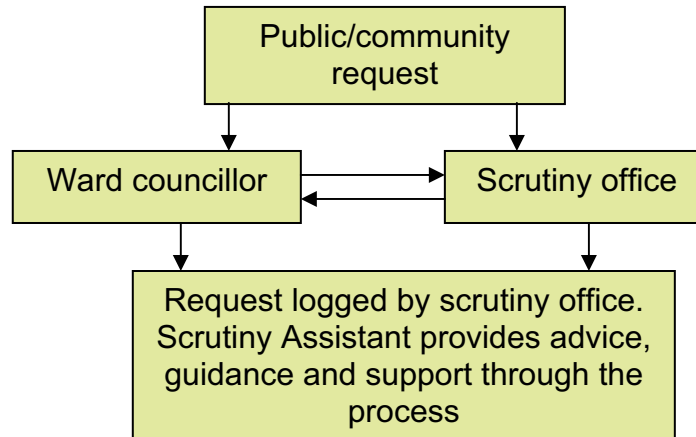 Public/community
request
Ward councillor
Scrutiny office
Request logged by scrutiny office.
Scrutiny Assistant provides advice,
guidance and support through the
process